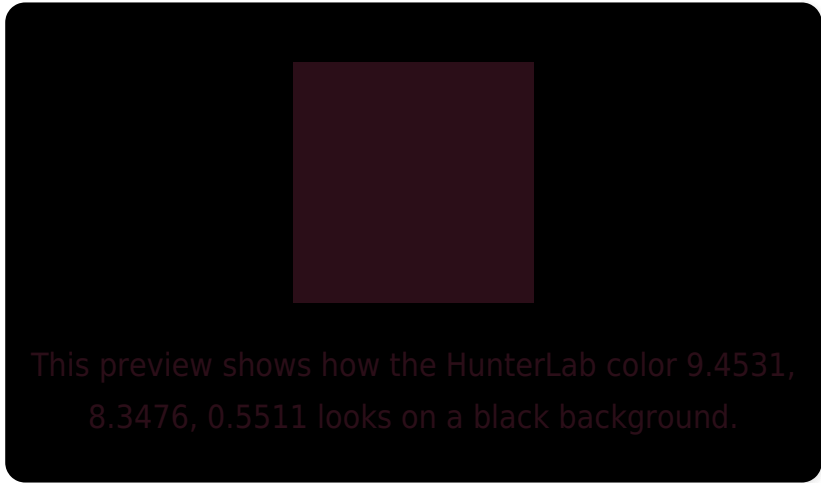 This preview shows how the HunterLab color 9.4531,
8.3476, 0.5511 looks on a black background.